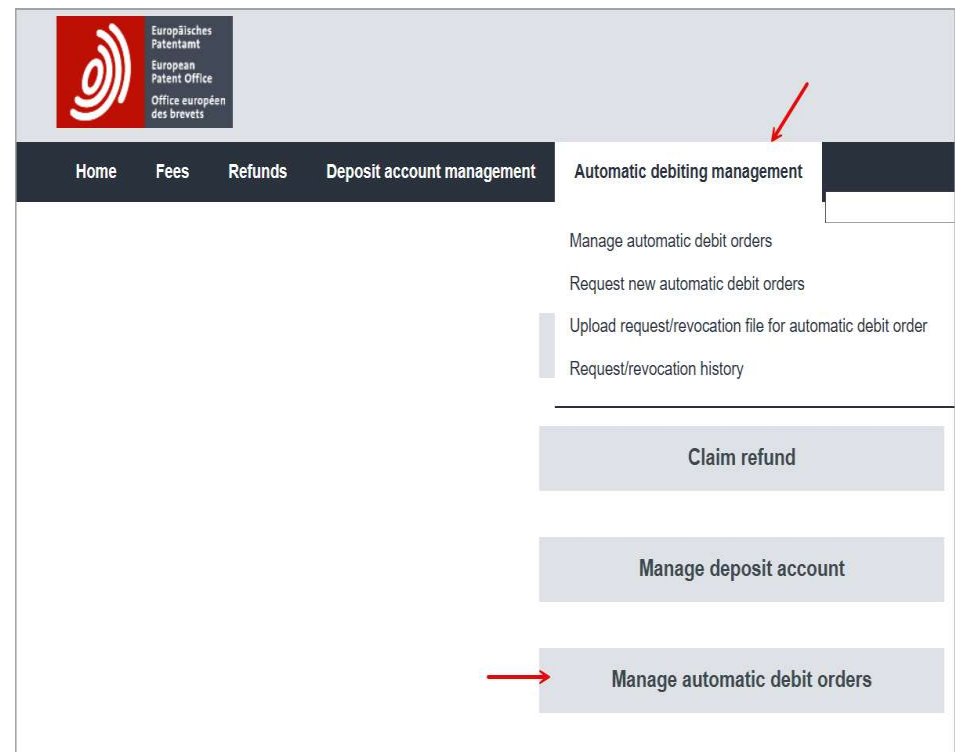 Europäisches
Patentamt
European
Patent Office
Office européen
des brevets
Home Fees Refunds Deposit account management Automatic debiting management
Manage automatic debit orders
Request new automatic debit orders
Upload request/revocation file for automatic debit order
Request/revocation history
Claim refund
Manage deposit account
Manage automatic debit orders